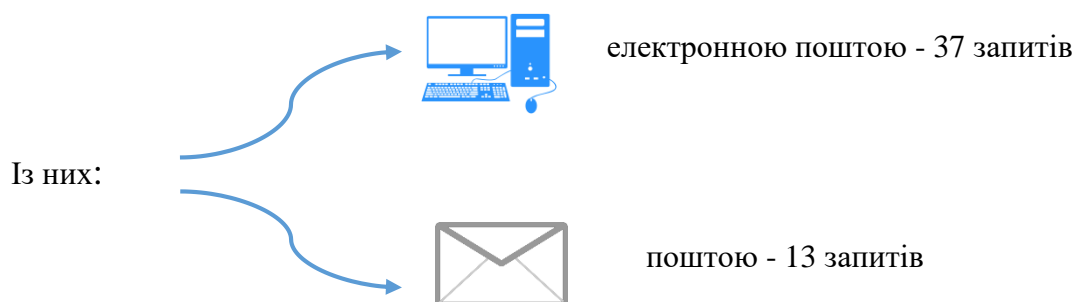 електронною поштою - 37 запитів
Із них:
поштою - 13 запитів